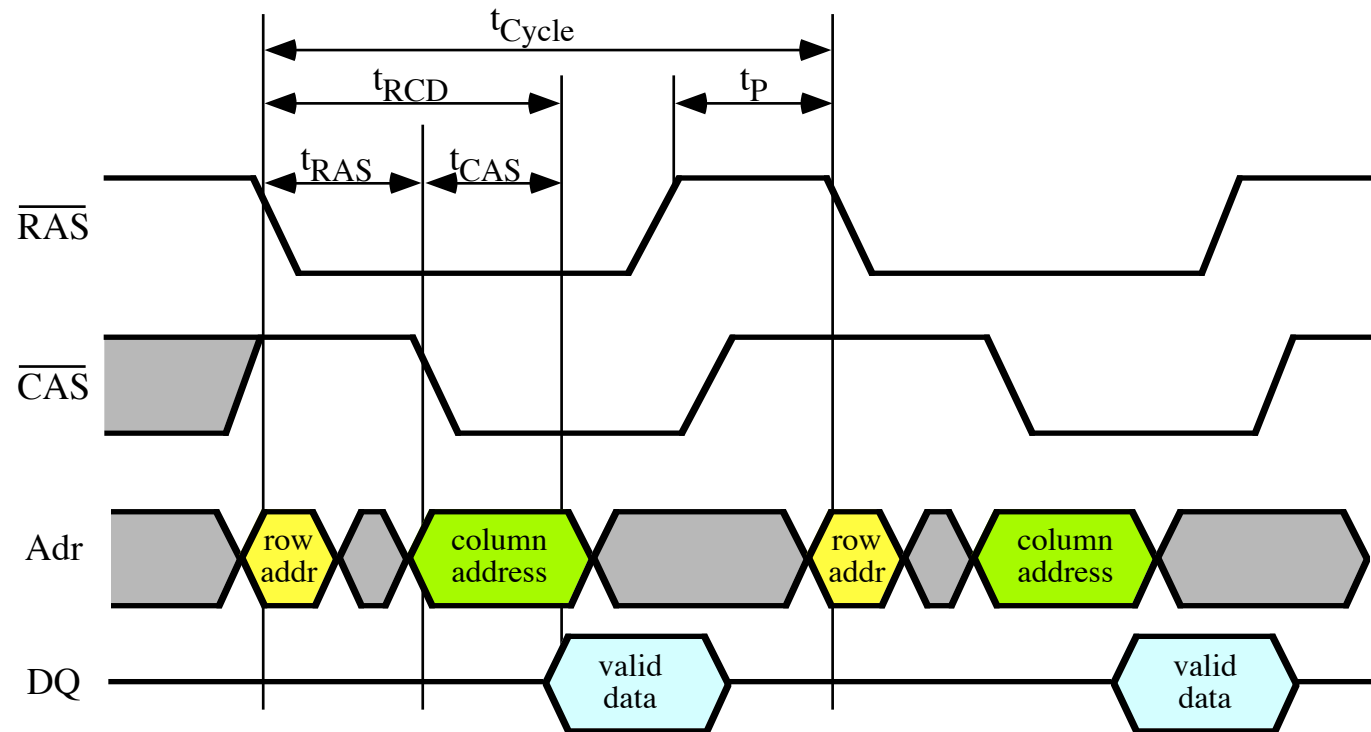 tCycle
tRCD
tP
tRAS
tCAS
RAS
CAS
Adr
row
addr
column
address
row
addr
column
address
DQ
valid
data
valid
data